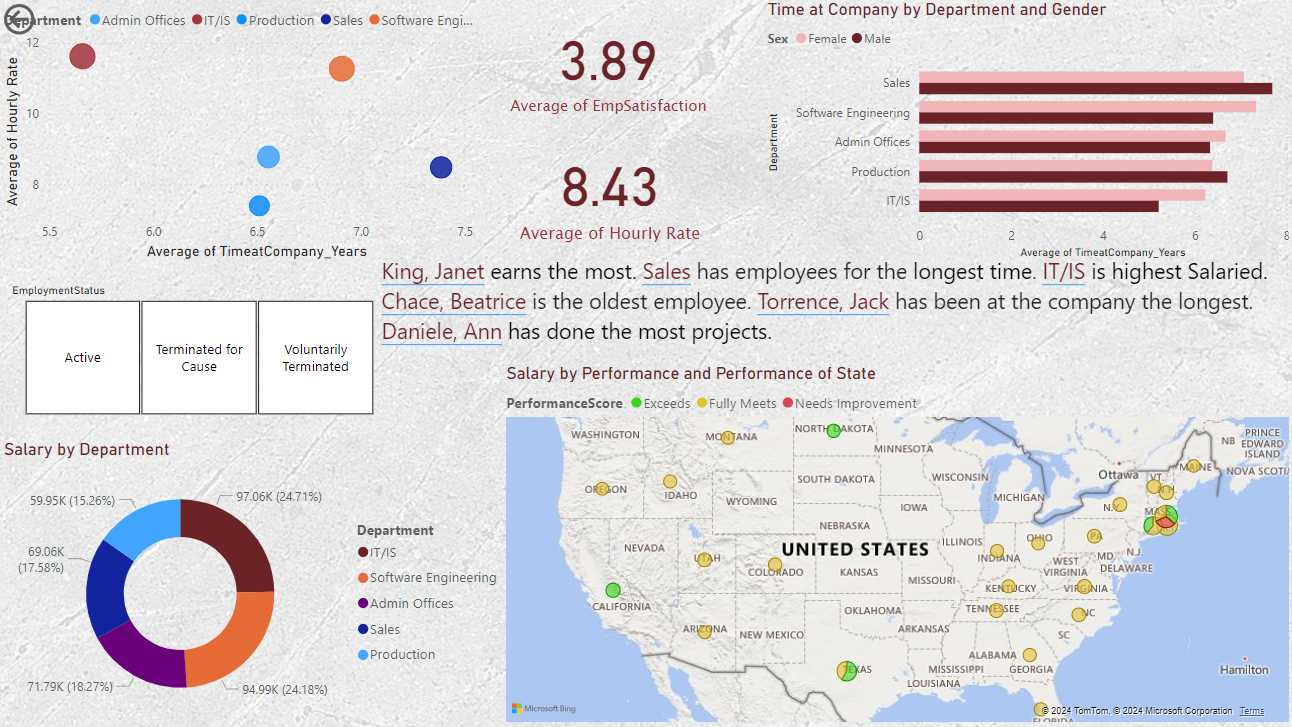 Department Admin Offices IT/IS Production Sales Software Engi...
Average of Hourly Rate
12
10
8
5.5 6.0 6.5 7.0 7.5
Average of TimeatCompany_Years
3.89
Average of EmpSatisfaction
8.43
Average of Hourly Rate
Time at Company by Department and Gender
Sex Female Male
Department
Sales
Software Engineering
Admin Offices
Production
IT/IS
0 2 4 6 8
Average of TimeatCompany_Years
King, Janet earns the most. Sales has employees for the longest time. IT/IS is highest Salaried.
Chace, Beatrice is the oldest employee. Torrence, Jack has been at the company the longest.
Daniele, Ann has done the most projects.
EmploymentStatus
Active
Terminated for
Cause
Voluntarily
Terminated
Salary by Department
59.95K (15.26%)
97.06K (24.71%)
69.06K
(17.58%)
71.79K (18.27%)
94.99K (24.18%)
Department
IT/IS
Software Engineering
Admin Offices
Sales
Production
Salary by Performance and Performance of State
PerformanceScore Exceeds Fully Meets Needs Improvement
WASHINGTON
MONTANA
NORTH DAKOTA
MINNESOTA
NB
PRINCE
EDWARD
ISLAND
MAINE
NOVA SCOTI
Ottawa
VT.
N.H.
OREGON
IDAHO
SOUTH DAKOTA
WISCONSIN
MICHIGAN
WYOMING
IOWA
N.Y.
MASS
NEBRASKA
ILLINOIS
OHIO
PA
NEVADA
UTAH
UNITED STATES
INDIANA
MD.
N.J.
COLORADO
KANSAS
MISSOURI
WEST
VIRGINIA
DELAWARE
KENTUCKY
VIRGINIA
CALIFORNIA
OKLAHOMA
TENNESSEE
NC
ARIZONA
NEW MEXICO
ARKANSAS
SC
ALABAMA
TEXAS
MISSISSIPPI
GEORGIA
LOUISIANA
Hamilton
Microsoft Bing
© 2024 TomTom, © 2024 Microsoft Corporation Terms
FLORIDA